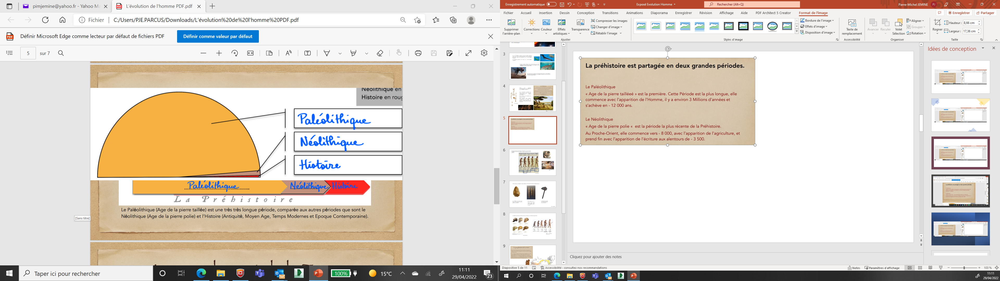 pimjemine@yahoo.fr - Yahoo Ma
L'évolution de l'homme PDF.pdf
Fichier
C:/Users/PJE.PARCUS/Downloads/L'évolution%20de%20l'homme%20PDF.pdf
Définir Microsoft Edge comme lecteur par défaut de fichiers PDF
Définir comme valeur par défaut
5 sur 7
Néolithique en
Histoire en roug
Paléolithique
Néolithique
Histoire
Paléolithique Néolithique Histoire
La Préhistoire
Le Paléolithique (Age de la pierre taillée) est une très très longue période, comparée aux autres périodes que sont le
Néolithique (Age de la pierre polie) et l'Histoire (Antiquité, Moyen Age, Temps Modernes et Epoque Contemporaine).
[Sans titre]
Taper ici pour rechercher
100%
15°C
11:11
29/04/2022
23
Enregistrement automatique
Exposé Evolution Homme
Rechercher (Alt+Q)
Pierre-Michel JEMINE
PJ
Fichier Accueil Insertion Dessin Conception Transitions Animations Diaporama Enregistrer Révision Affichage Aide PDF Architect 5 Creator Format de l'image
Enregistrer
Partager
Supprimer
l'arrière-plan
Corrections
Couleur
Effets
artistiques
Transparence
Compresser les images
Changer d'image
Rétablir l'image
Ajuster
Styles d'image
Bordure de l'image
Effets d'image
Disposition d'image
Texte de
remplacement
Accessibilité
Avancer
Reculer
Volet
Sélection
Aligner
Grouper
Rotation
Organiser
Rogner
Hauteur : 8,66 cm
Largeur : 17,36 cm
Taille
3
4
5
6
7
8
9
La préhistoire est partagée en deux grandes périodes.
Le Paléolithique
« Age de la pierre tailléeé » est la première. Cette Période est la plus longue, elle
commence avec l'apparition de l'Homme, il y a environ 3 Millions d'années et
s'achève en - 12 000 ans.
Le Néolithique
« Age de la pierre polie « est la période la plus récente de la Préhistoire.
Au Proche-Orient, elle commence vers - 8 000, avec l'apparition de l'agriculture, et
prend fin avec l'apparition de l'écriture aux alentours de - 3 500.
Idées de conception
Cliquez pour ajouter des notes
Diapositive 5 de 11
Accessibilité : consultez nos recommandations
Notes
Paramètres d'affichage
103 %
11:11
29/04/2022